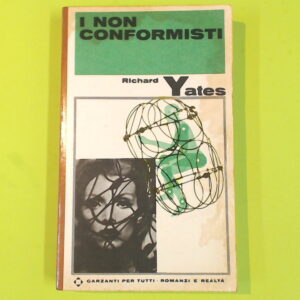 I NON
CONFORMISTI
Richard
Yates
GARZANTI PER TUTTI · ROMANZI E REALTÀ